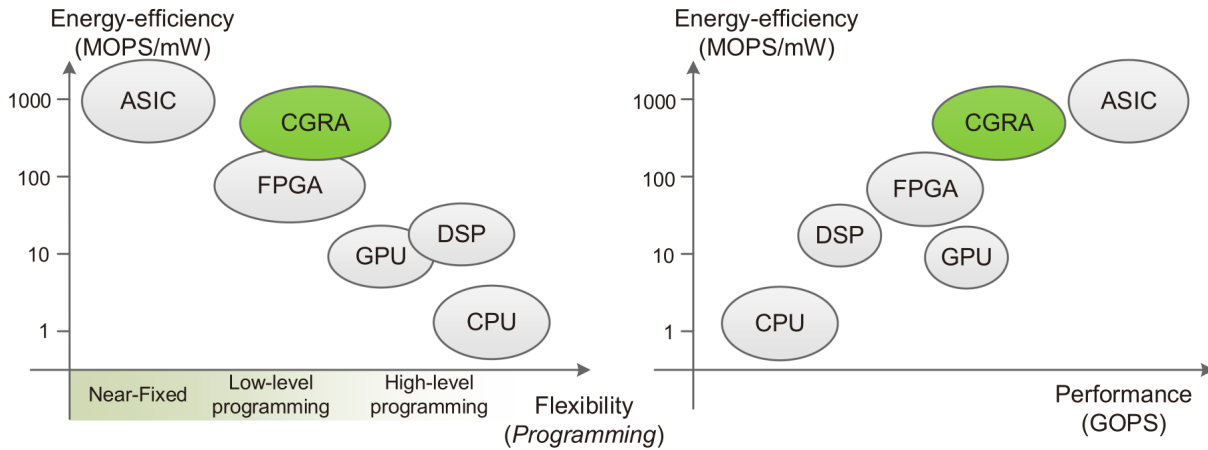 Energy-efficiency
(MOPS/mW)
1000
100
10
1
ASIC
CGRA
FPGA
DSP
GPU
CPU
Near-Fixed
Low-level
programming
High-level
programming
Flexibility
(Programming)
Energy-efficiency
(MOPS/mW)
1000
100
10
1
ASIC
CGRA
FPGA
DSP
GPU
CPU
Performance
(GOPS)